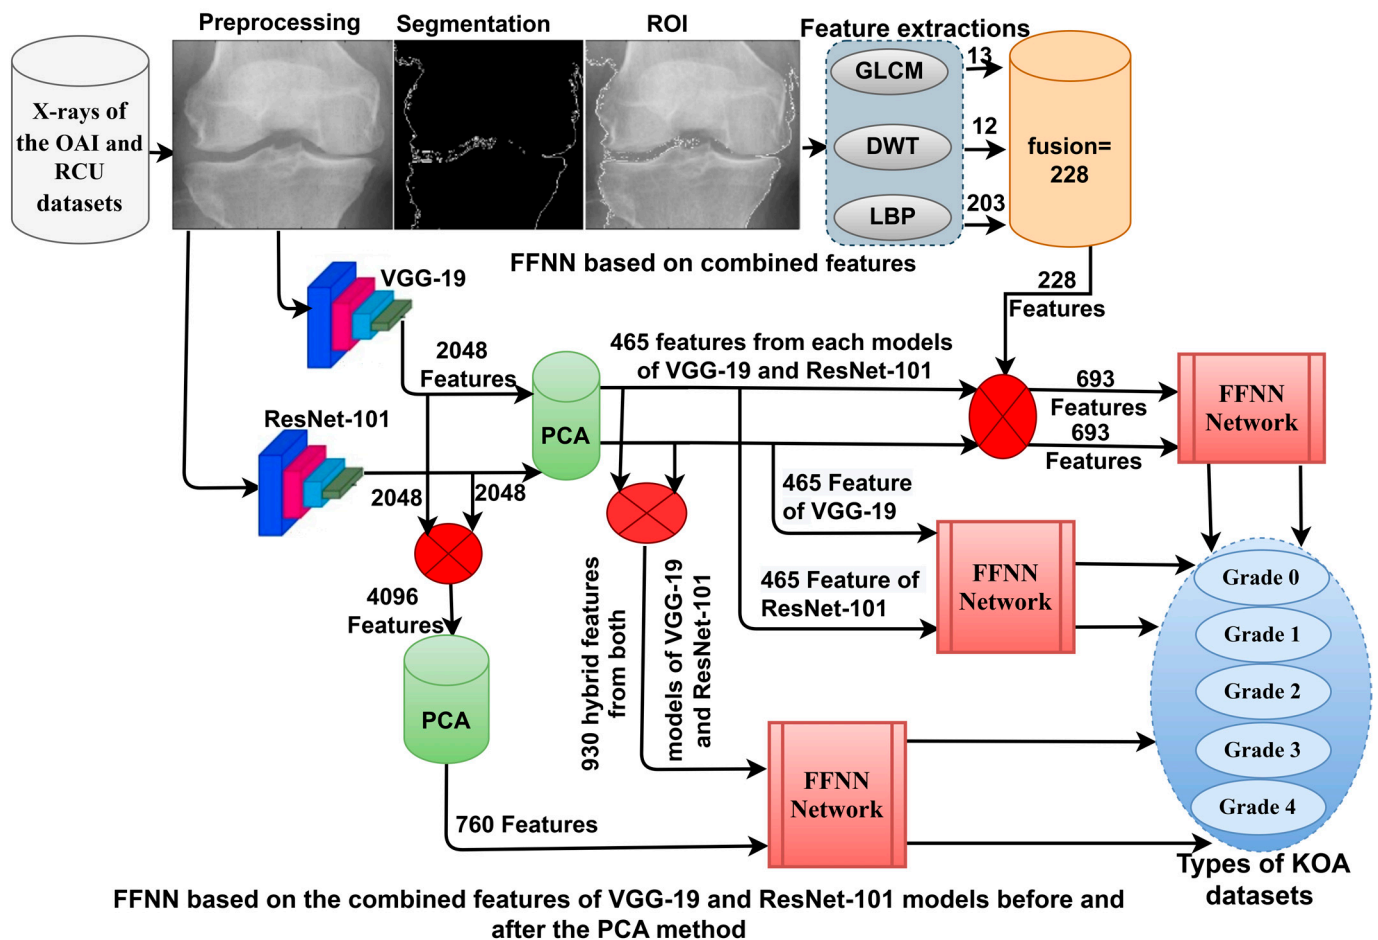 Preprocessing
Segmentation
ROI
Feature extractions
X-rays of
the OAI and
RCU
datasets
GLCM
13
DWT
12
LBP
203
fusion=
228
FFNN based on combined features
228
Features
VGG-19
2048
Features
465 features from each models
of VGG-19 and ResNet-101
693
Features
693
Features
FFNN
Network
ResNet-101
PCA
2048
2048
465 Feature
of VGG-19
465 Feature of
ResNet-101
FFNN
Network
4096
Features
PCA
930 hybrid features
from both
models of VGG-19
and ResNet-101
760 Features
FFNN
Network
Grade 0
Grade 1
Grade 2
Grade 3
Grade 4
Types of KOA
datasets
FFNN based on the combined features of VGG-19 and ResNet-101 models before and
after the PCA method